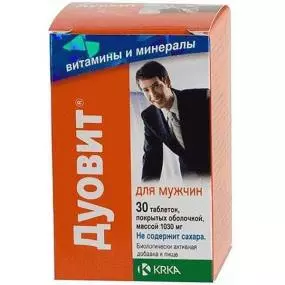 витамины и минералы
Дуовит®
для мужчин
30 таблеток,
покрытых оболочкой,
массой 1030 мг
Не содержит сахара.
Биологически активная
добавка к пище
KRKA